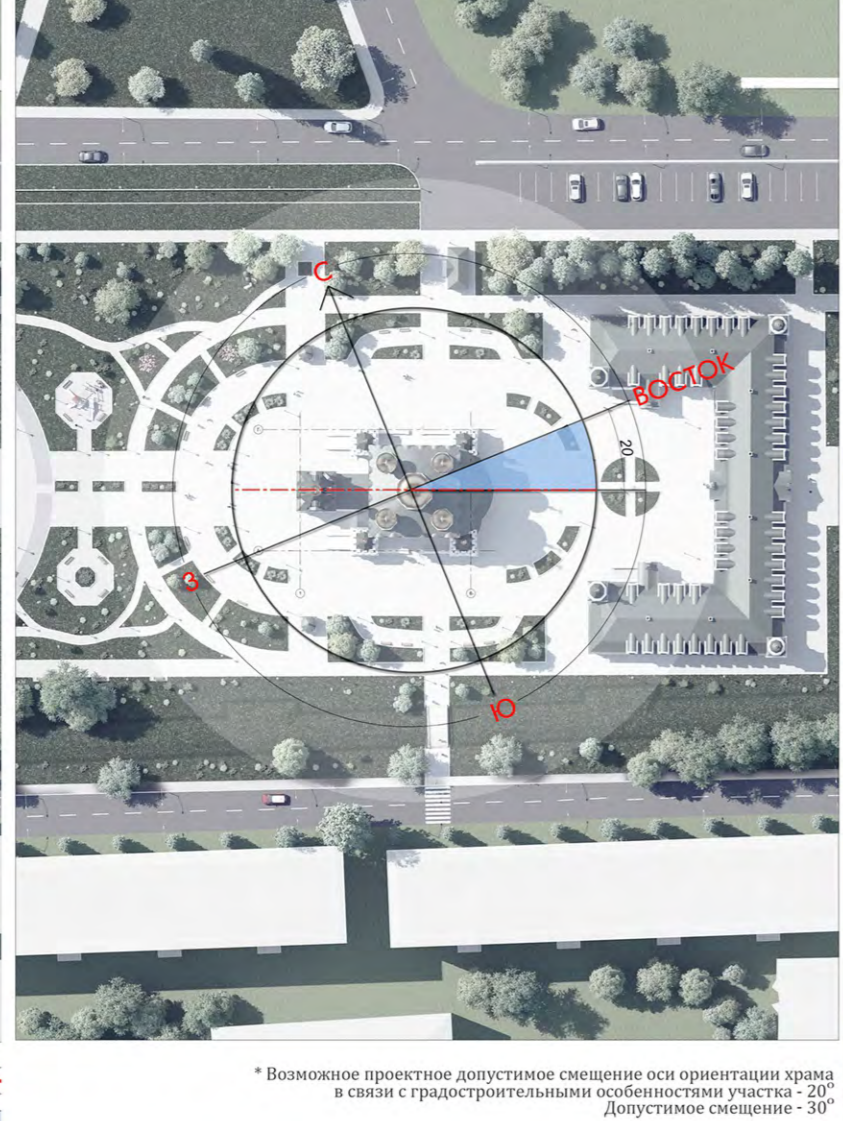 С
ВОСТОК
20
З
Ю
* Возможное проектное допустимое смещение оси ориентации храма
в связи с градостроительными особенностями участка - 20°
Допустимое смещение - 30°